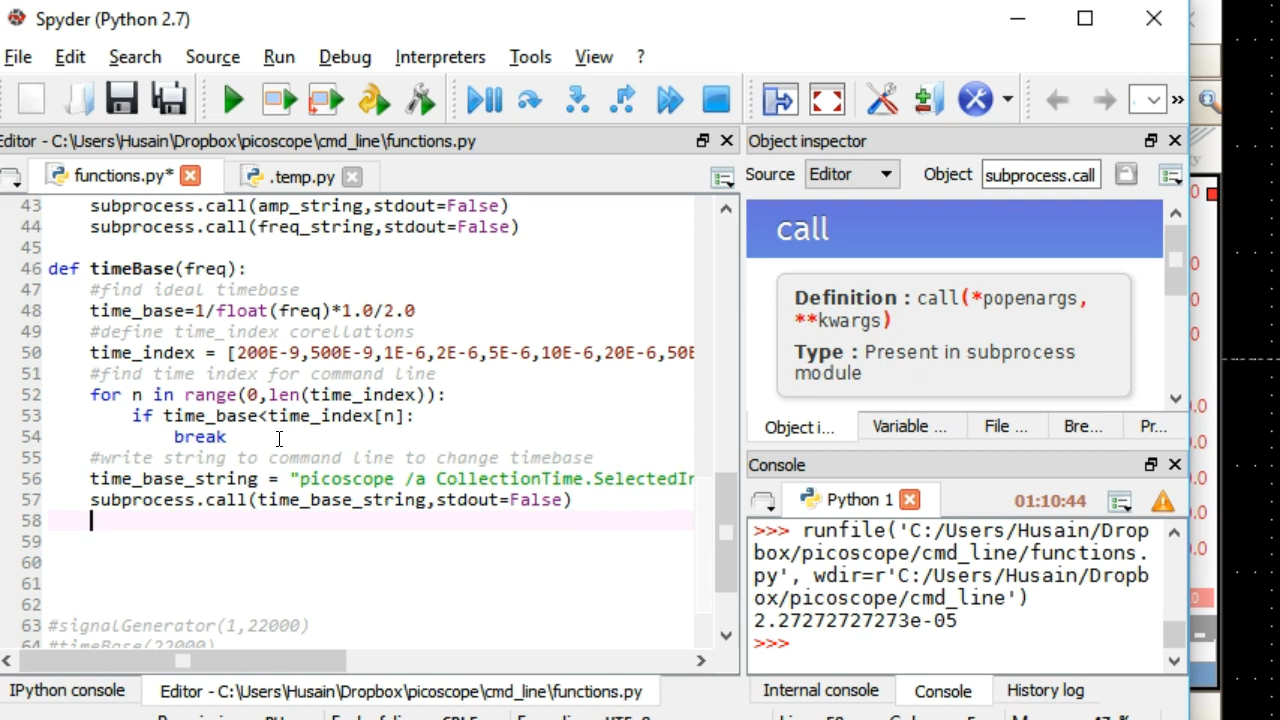 Spyder (Python 2.7)
File Edit Search Source Run Debug Interpreters Tools View ?
Editor - C:\Users\Husain\Dropbox\picoscope\cmd_line\functions.py
functions.py*
.temp.py
43 subprocess.call(amp_string,stdout=False)
44 subprocess.call(freq_string,stdout=False)
45
46 def timeBase(freq):
47 #find ideal timebase
48 time_base=1/float(freq)*1.0/2.0
49 #define time_index corellations
50 time_index = [200E-9,500E-9,1E-6,2E-6,5E-6,10E-6,20E-6,50E
51 #find time index for command line
52 for n in range(0,len(time_index)):
53 if time_base<time_index[n]:
54 break
55 #write string to command line to change timebase
56 time_base_string = "picoscope /a CollectionTime.SelectedIn
57 subprocess.call(time_base_string,stdout=False)
58
59
60
61
62
63 #signalGenerator(1,22000)
64 #timeBase(22000)
IPython console
Editor - C:\Users\Husain\Dropbox\picoscope\cmd_line\functions.py
Object inspector
Source Editor Object subprocess.call
call
Definition : call(*popenargs,
**kwargs)
Type : Present in subprocess
module
Object i... Variable ... File ... Bre... Pr...
Console
Python 1
01:10:44
>>> runfile('C:/Users/Husain/Drop
box/picoscope/cmd_line/functions.
py', wdir=r'C:/Users/Husain/Dropb
ox/picoscope/cmd_line')
2.27272727273e-05
>>>
Internal console Console History log